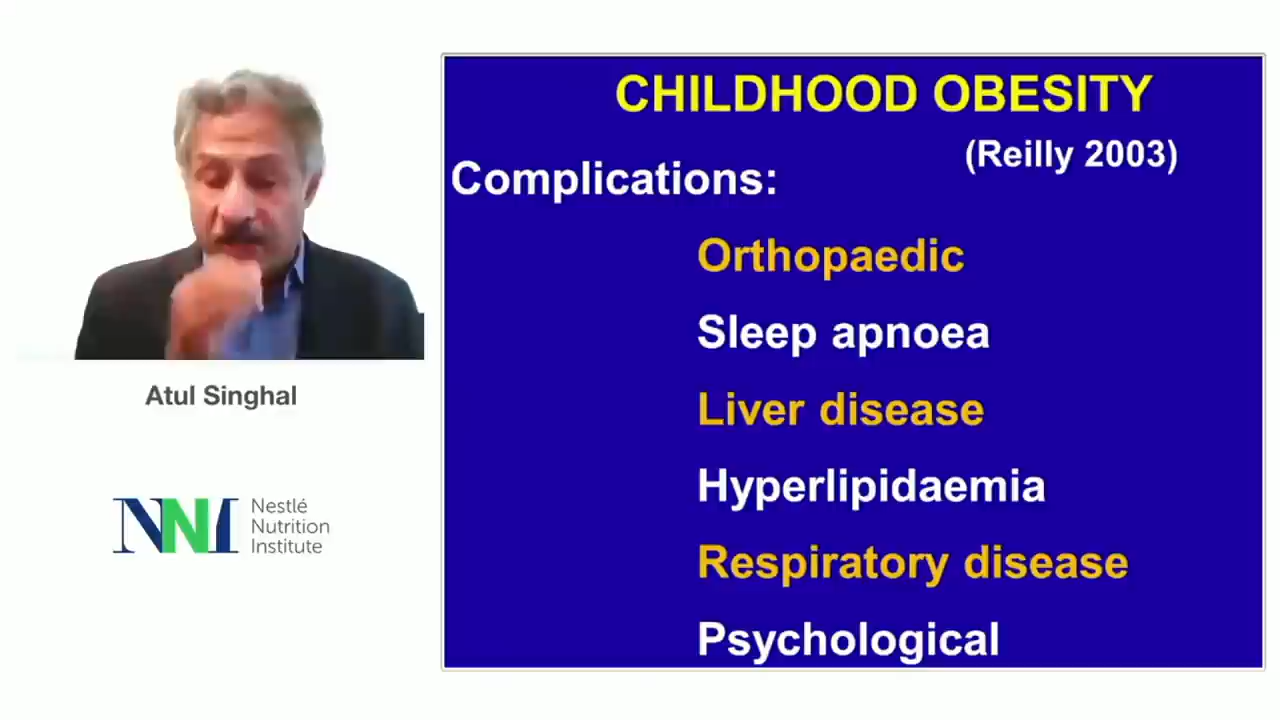 CHILDHOOD OBESITY
(Reilly 2003)
Complications:
Orthopaedic
Sleep apnoea
Liver disease
Hyperlipidaemia
Respiratory disease
Psychological
Atul Singhal
NNI
Nestlé
Nutrition
Institute